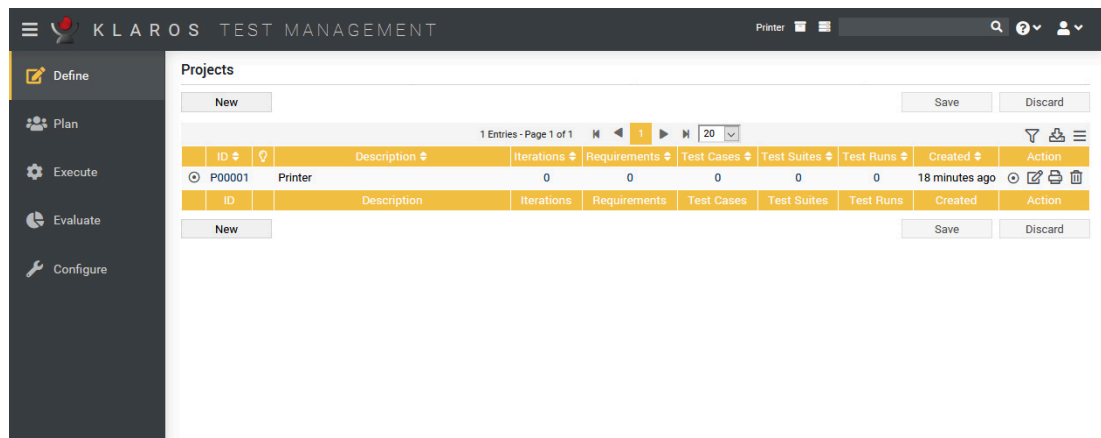 KLAROS TEST MANAGEMENT
Printer
Define
Plan
Execute
Evaluate
Configure
Projects
New Save Discard
1 Entries - Page 1 of 1 1 20
ID Description Iterations Requirements Test Cases Test Suites Test Runs Created Action
P00001 Printer 0 0 0 0 0 18 minutes ago
ID Description Iterations Requirements Test Cases Test Suites Test Runs Created Action
New Save Discard